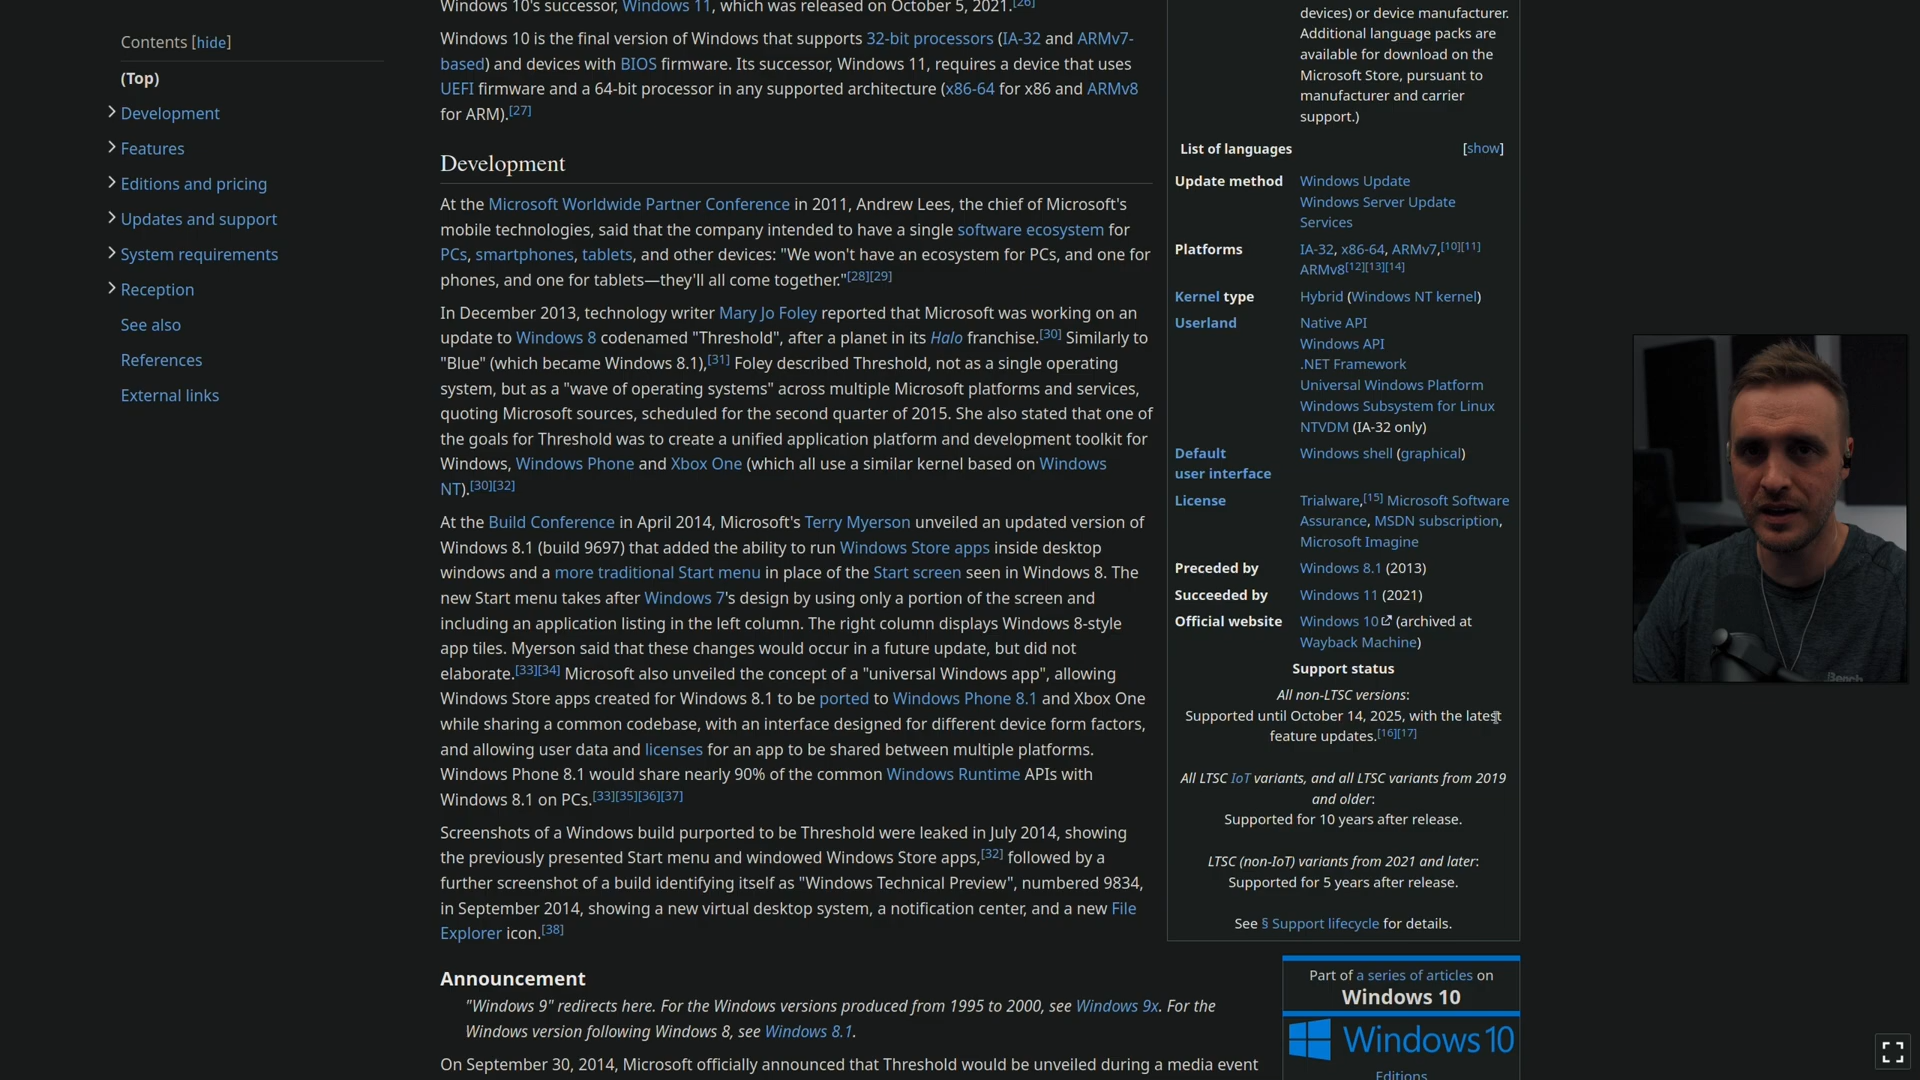 Contents [hide]
(Top)
Development
Features
Editions and pricing
Updates and support
System requirements
Reception
See also
References
External links
Windows 10's successor, Windows 11, which was released on October 5, 2021.[26]
Windows 10 is the final version of Windows that supports 32-bit processors (IA-32 and ARMv7-
based) and devices with BIOS firmware. Its successor, Windows 11, requires a device that uses
UEFI firmware and a 64-bit processor in any supported architecture (x86-64 for x86 and ARMv8
for ARM).[27]
Development
At the Microsoft Worldwide Partner Conference in 2011, Andrew Lees, the chief of Microsoft's
mobile technologies, said that the company intended to have a single software ecosystem for
PCs, smartphones, tablets, and other devices: "We won't have an ecosystem for PCs, and one for
phones, and one for tablets—they'll all come together."[28][29]
In December 2013, technology writer Mary Jo Foley reported that Microsoft was working on an
update to Windows 8 codenamed "Threshold", after a planet in its Halo franchise.[30] Similarly to
"Blue" (which became Windows 8.1),[31] Foley described Threshold, not as a single operating
system, but as a "wave of operating systems" across multiple Microsoft platforms and services,
quoting Microsoft sources, scheduled for the second quarter of 2015. She also stated that one of
the goals for Threshold was to create a unified application platform and development toolkit for
Windows, Windows Phone and Xbox One (which all use a similar kernel based on Windows
NT).[30][32]
At the Build Conference in April 2014, Microsoft's Terry Myerson unveiled an updated version of
Windows 8.1 (build 9697) that added the ability to run Windows Store apps inside desktop
windows and a more traditional Start menu in place of the Start screen seen in Windows 8. The
new Start menu takes after Windows 7's design by using only a portion of the screen and
including an application listing in the left column. The right column displays Windows 8-style
app tiles. Myerson said that these changes would occur in a future update, but did not
elaborate.[33][34] Microsoft also unveiled the concept of a "universal Windows app", allowing
Windows Store apps created for Windows 8.1 to be ported to Windows Phone 8.1 and Xbox One
while sharing a common codebase, with an interface designed for different device form factors,
and allowing user data and licenses for an app to be shared between multiple platforms.
Windows Phone 8.1 would share nearly 90% of the common Windows Runtime APIs with
Windows 8.1 on PCs.[33][35][36][37]
Screenshots of a Windows build purported to be Threshold were leaked in July 2014, showing
the previously presented Start menu and windowed Windows Store apps,[32] followed by a
further screenshot of a build identifying itself as "Windows Technical Preview", numbered 9834,
in September 2014, showing a new virtual desktop system, a notification center, and a new File
Explorer icon.[38]
Announcement
"Windows 9" redirects here. For the Windows versions produced from 1995 to 2000, see Windows 9x. For the
Windows version following Windows 8, see Windows 8.1.
On September 30, 2014, Microsoft officially announced that Threshold would be unveiled during a media event
devices) or device manufacturer.
Additional language packs are
available for download on the
Microsoft Store, pursuant to
manufacturer and carrier
support.)
List of languages [show]
Update method Windows Update
Windows Server Update
Services
Platforms IA-32, x86-64, ARMv7,[10][11]
ARMv8[12][13][14]
Kernel type Hybrid (Windows NT kernel)
Userland Native API
Windows API
.NET Framework
Universal Windows Platform
Windows Subsystem for Linux
NTVDM (IA-32 only)
Default Windows shell (graphical)
user interface
License Trialware,[15] Microsoft Software
Assurance, MSDN subscription,
Microsoft Imagine
Preceded by Windows 8.1 (2013)
Succeeded by Windows 11 (2021)
Official website Windows 10 (archived at
Wayback Machine)
Support status
All non-LTSC versions:
Supported until October 14, 2025, with the latest
feature updates.[16][17]
All LTSC IoT variants, and all LTSC variants from 2019
and older:
Supported for 10 years after release.
LTSC (non-IoT) variants from 2021 and later:
Supported for 5 years after release.
See § Support lifecycle for details.
Part of a series of articles on
Windows 10
Windows 10
Editions